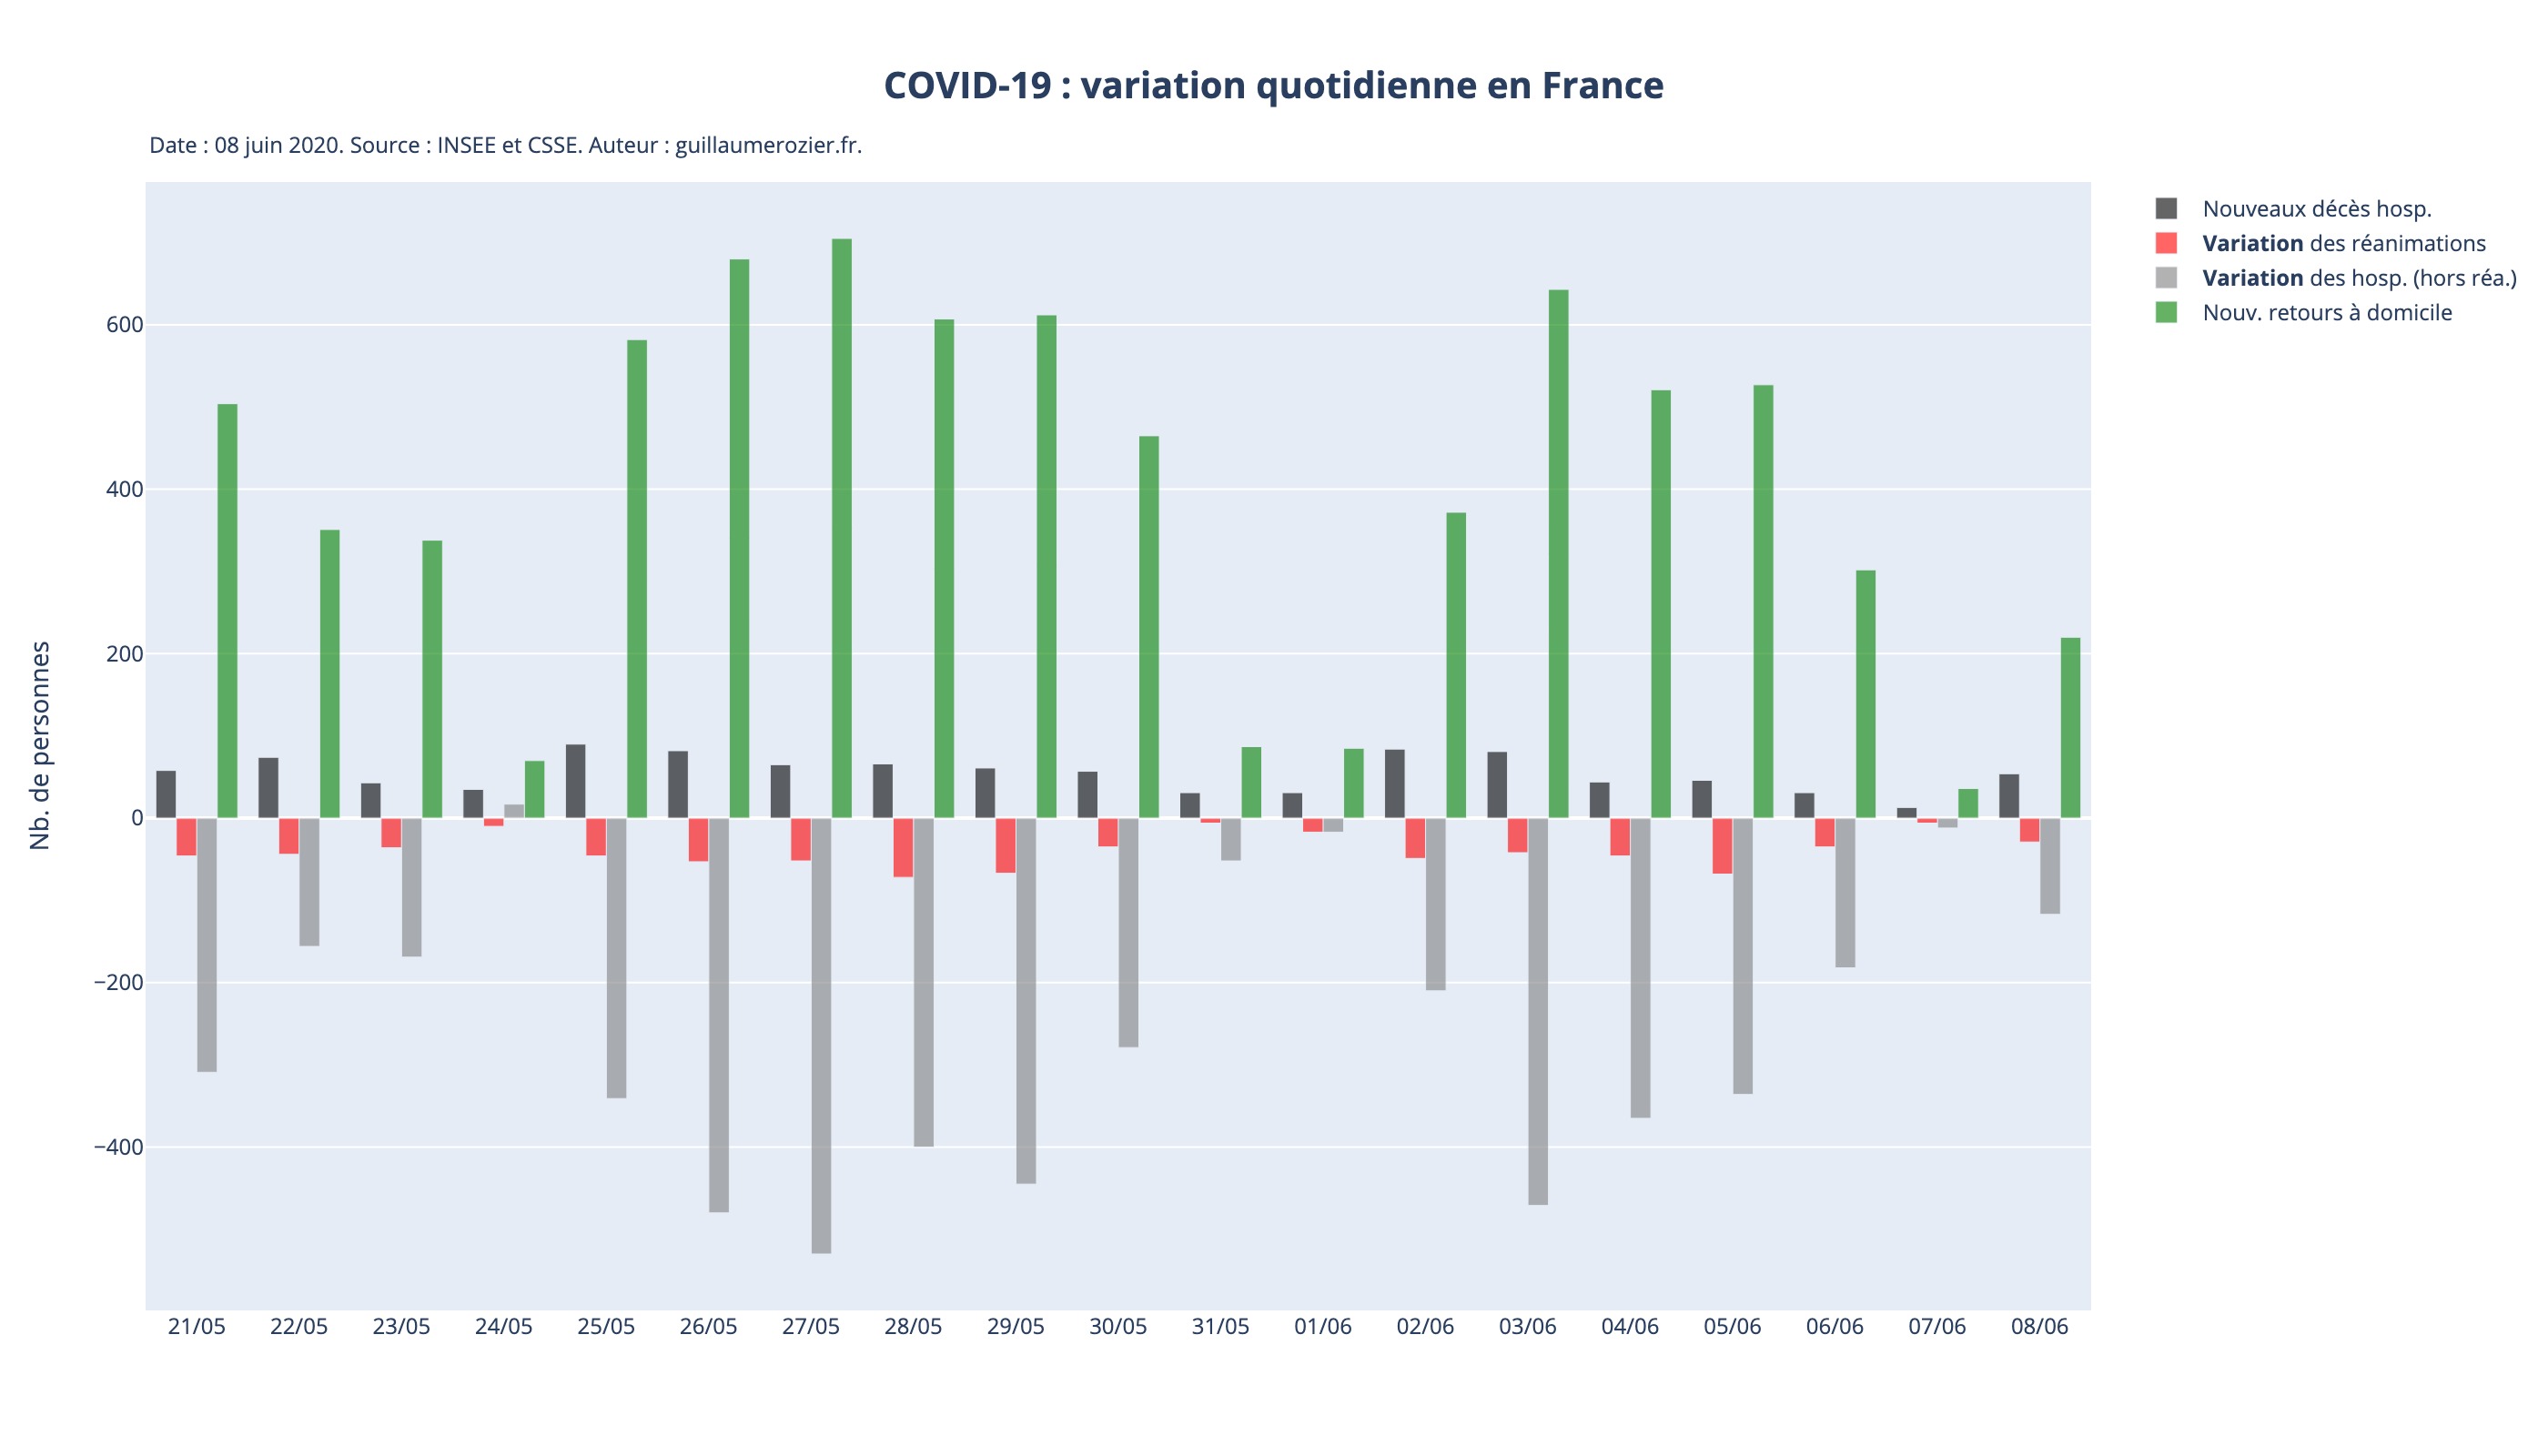 COVID-19 : variation quotidienne en France
Date : 08 juin 2020. Source : INSEE et CSSE. Auteur : guillaumerozier.fr.
Nouveaux décès hosp.
Variation des réanimations
Variation des hosp. (hors réa.)
Nouv. retours à domicile
Nb. de personnes
600
400
200
0
−200
−400
21/05 22/05 23/05 24/05 25/05 26/05 27/05 28/05 29/05 30/05 31/05 01/06 02/06 03/06 04/06 05/06 06/06 07/06 08/06